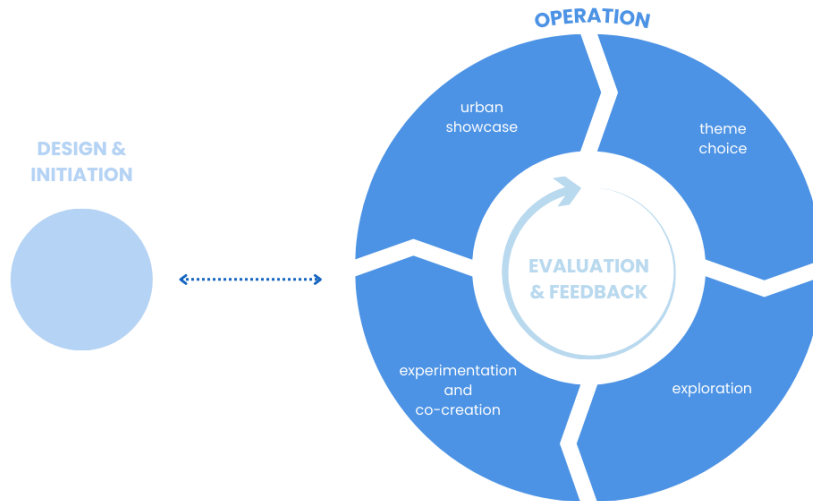 OPERATION
urban
showcase
theme
choice
DESIGN &
INITIATION
EVALUATION
& FEEDBACK
experimentation
and
co-creation
exploration